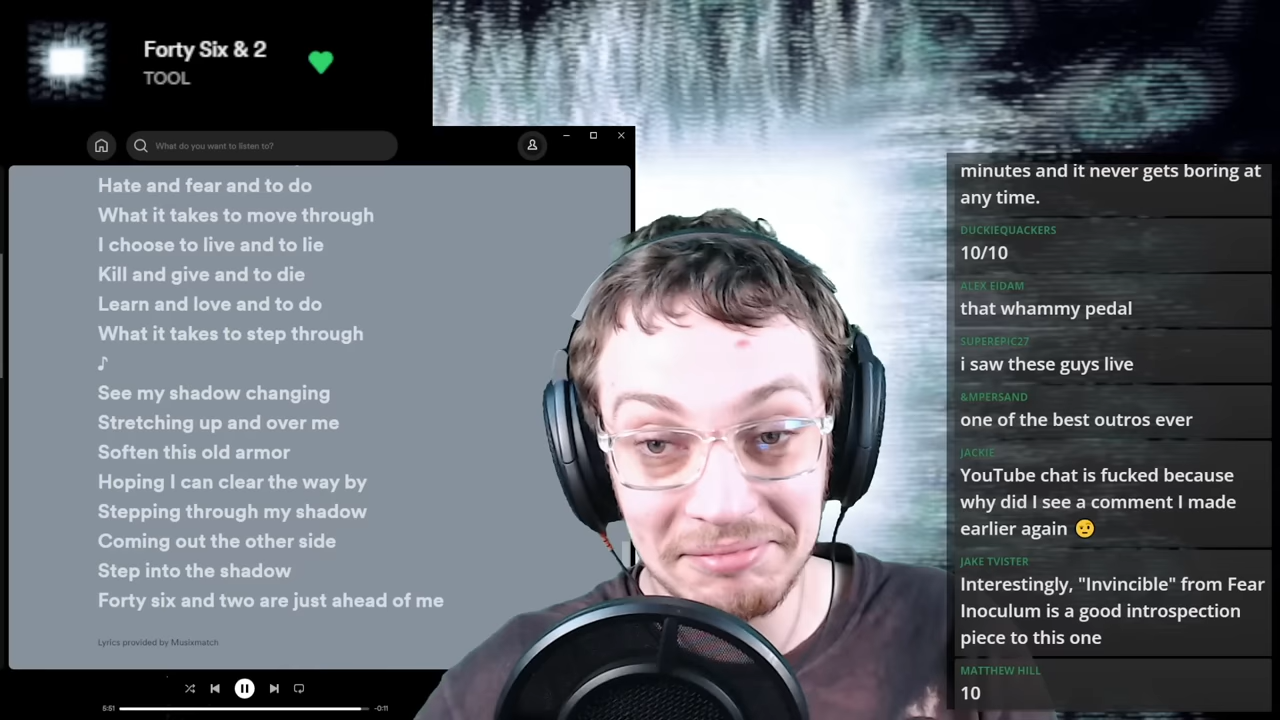 Forty Six & 2
TOOL
What do you want to listen to?
Hate and fear and to do
What it takes to move through
I choose to live and to lie
Kill and give and to die
Learn and love and to do
What it takes to step through
♪
See my shadow changing
Stretching up and over me
Soften this old armor
Hoping I can clear the way by
Stepping through my shadow
Coming out the other side
Step into the shadow
Forty six and two are just ahead of me
Lyrics provided by Musixmatch
5:51
-0:11
minutes and it never gets boring at
any time.
DUCKIEQUACKERS
10/10
ALEX EIDAM
that whammy pedal
SUPEREPIC27
i saw these guys live
&MPERSAND
one of the best outros ever
JACKIE
YouTube chat is fucked because
why did I see a comment I made
earlier again 😉
JAKE TVISTER
Interestingly, "Invincible" from Fear
Inoculum is a good introspection
piece to this one
MATTHEW HILL
10